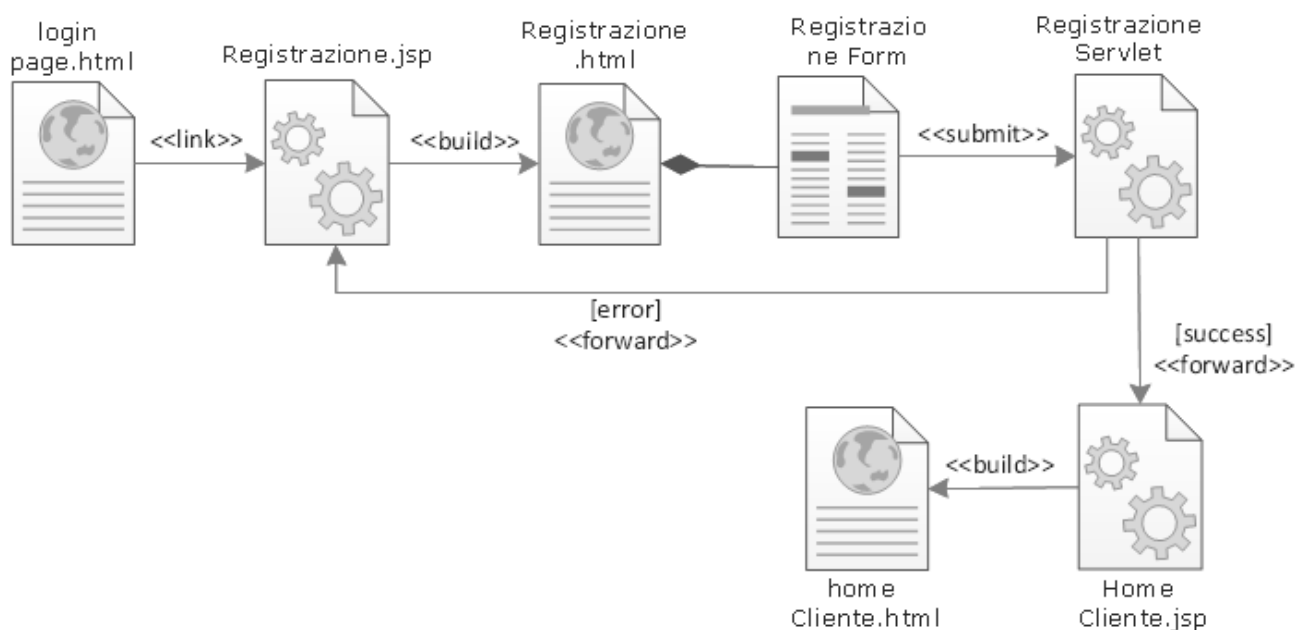 login
page.html
Registrazione.jsp
Registrazione
.html
Registrazio
ne Form
Registrazione
Servlet
<<link>>
<<build>>
<<submit>>
[error]
<<forward>>
[success]
<<forward>>
<<build>>
home
Cliente.html
Home
Cliente.jsp